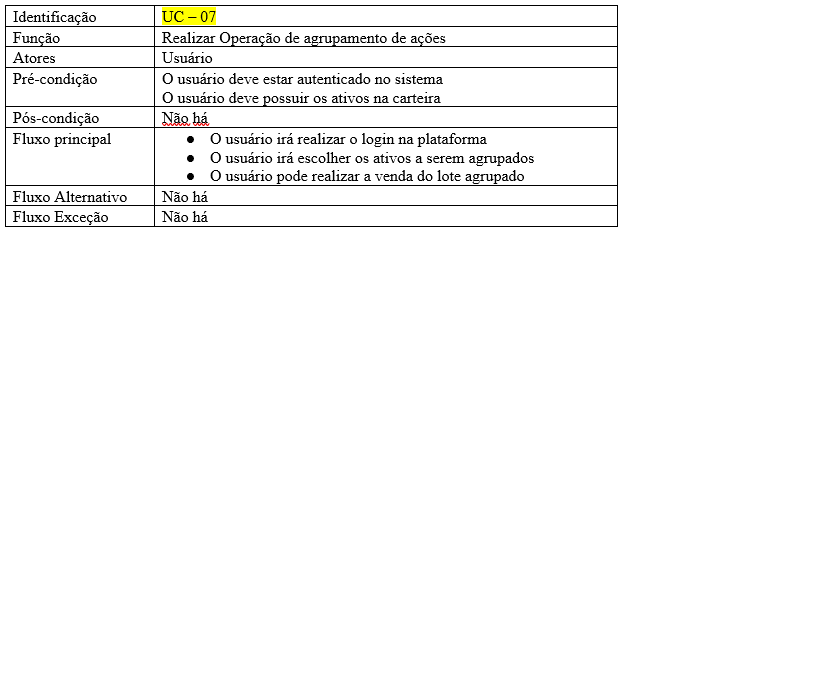 Identificação UC – 07
Função Realizar Operação de agrupamento de ações
Atores Usuário
Pré-condição O usuário deve estar autenticado no sistema
O usuário deve possuir os ativos na carteira
Pós-condição Não há
Fluxo principal ● O usuário irá realizar o login na plataforma
● O usuário irá escolher os ativos a serem agrupados
● O usuário pode realizar a venda do lote agrupado
Fluxo Alternativo Não há
Fluxo Exceção Não há